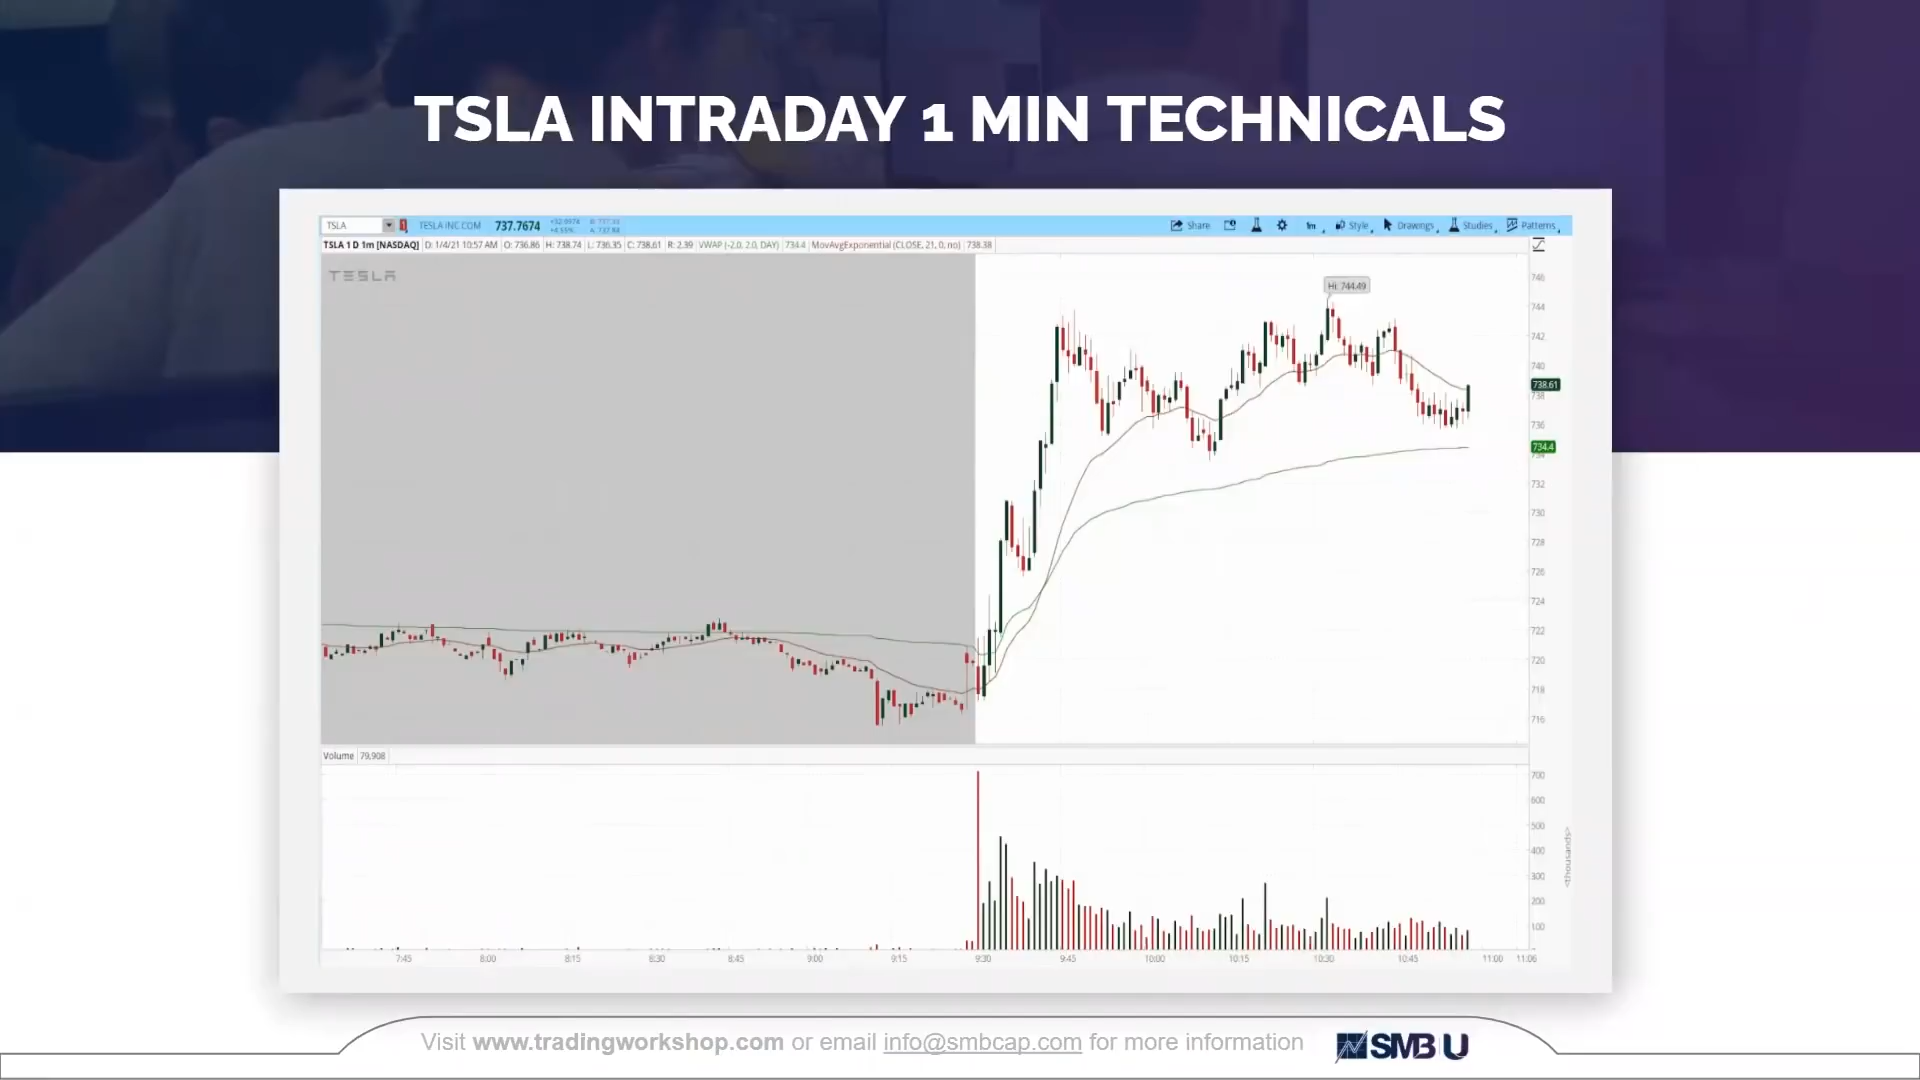 TSLA INTRADAY 1 MIN TECHNICALS
TSLA TESLA INC COM 737.7674 Share 1m Style Drawings Studies Patterns
TSLA 1 D 1m [NASDAQ] D: 1/4/21 10:57 AM O: 736.86 H: 738.74 L: 736.35 C: 738.61 R: 2.39 VWAP (-2.0, 2.0, DAY) 734.4 MovAvgExponential (CLOSE, 21, 0, no) 738.38
TESLA
Hi: 744.49
746
744
742
740
738.61
738
736
734.4
734
732
730
728
726
724
722
720
718
716
Volume 79,908
700
600
500
400
300
200
100
<thousands>
7:45 8:00 8:15 8:30 8:45 9:00 9:15 9:30 9:45 10:00 10:15 10:30 10:45 11:00 11:06
Visit www.tradingworkshop.com or email info@smbcap.com for more information SMB U